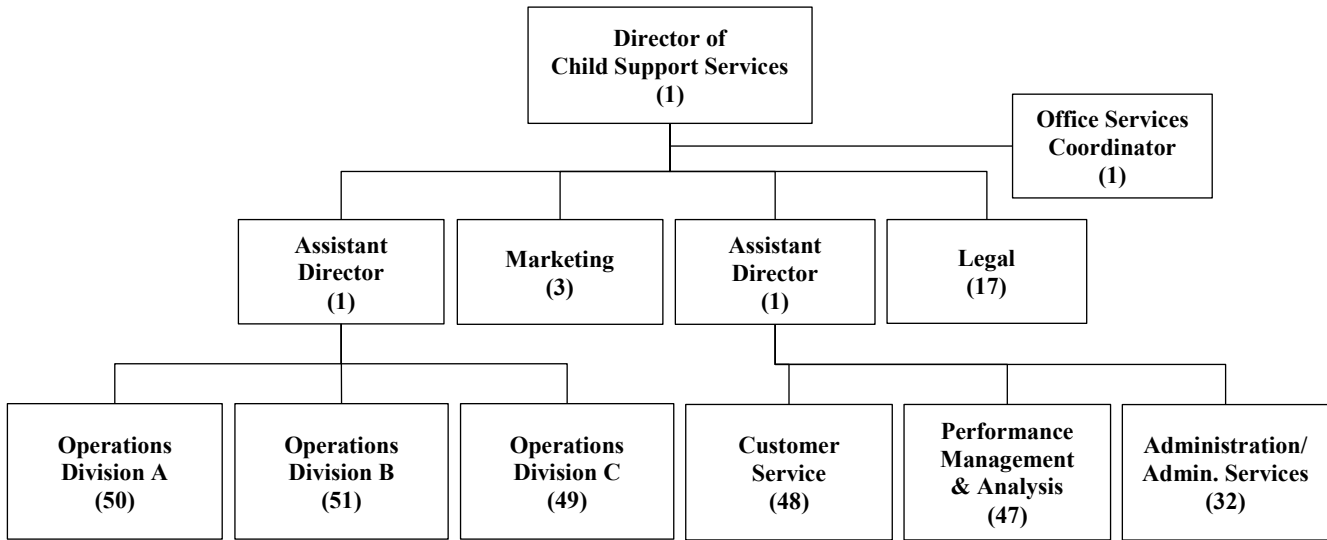 Director of
Child Support Services
(1)
Office Services
Coordinator
(1)
Assistant
Director
(1)
Marketing
(3)
Assistant
Director
(1)
Legal
(17)
Operations
Division A
(50)
Operations
Division B
(51)
Operations
Division C
(49)
Customer
Service
(48)
Performance
Management
& Analysis
(47)
Administration/
Admin. Services
(32)